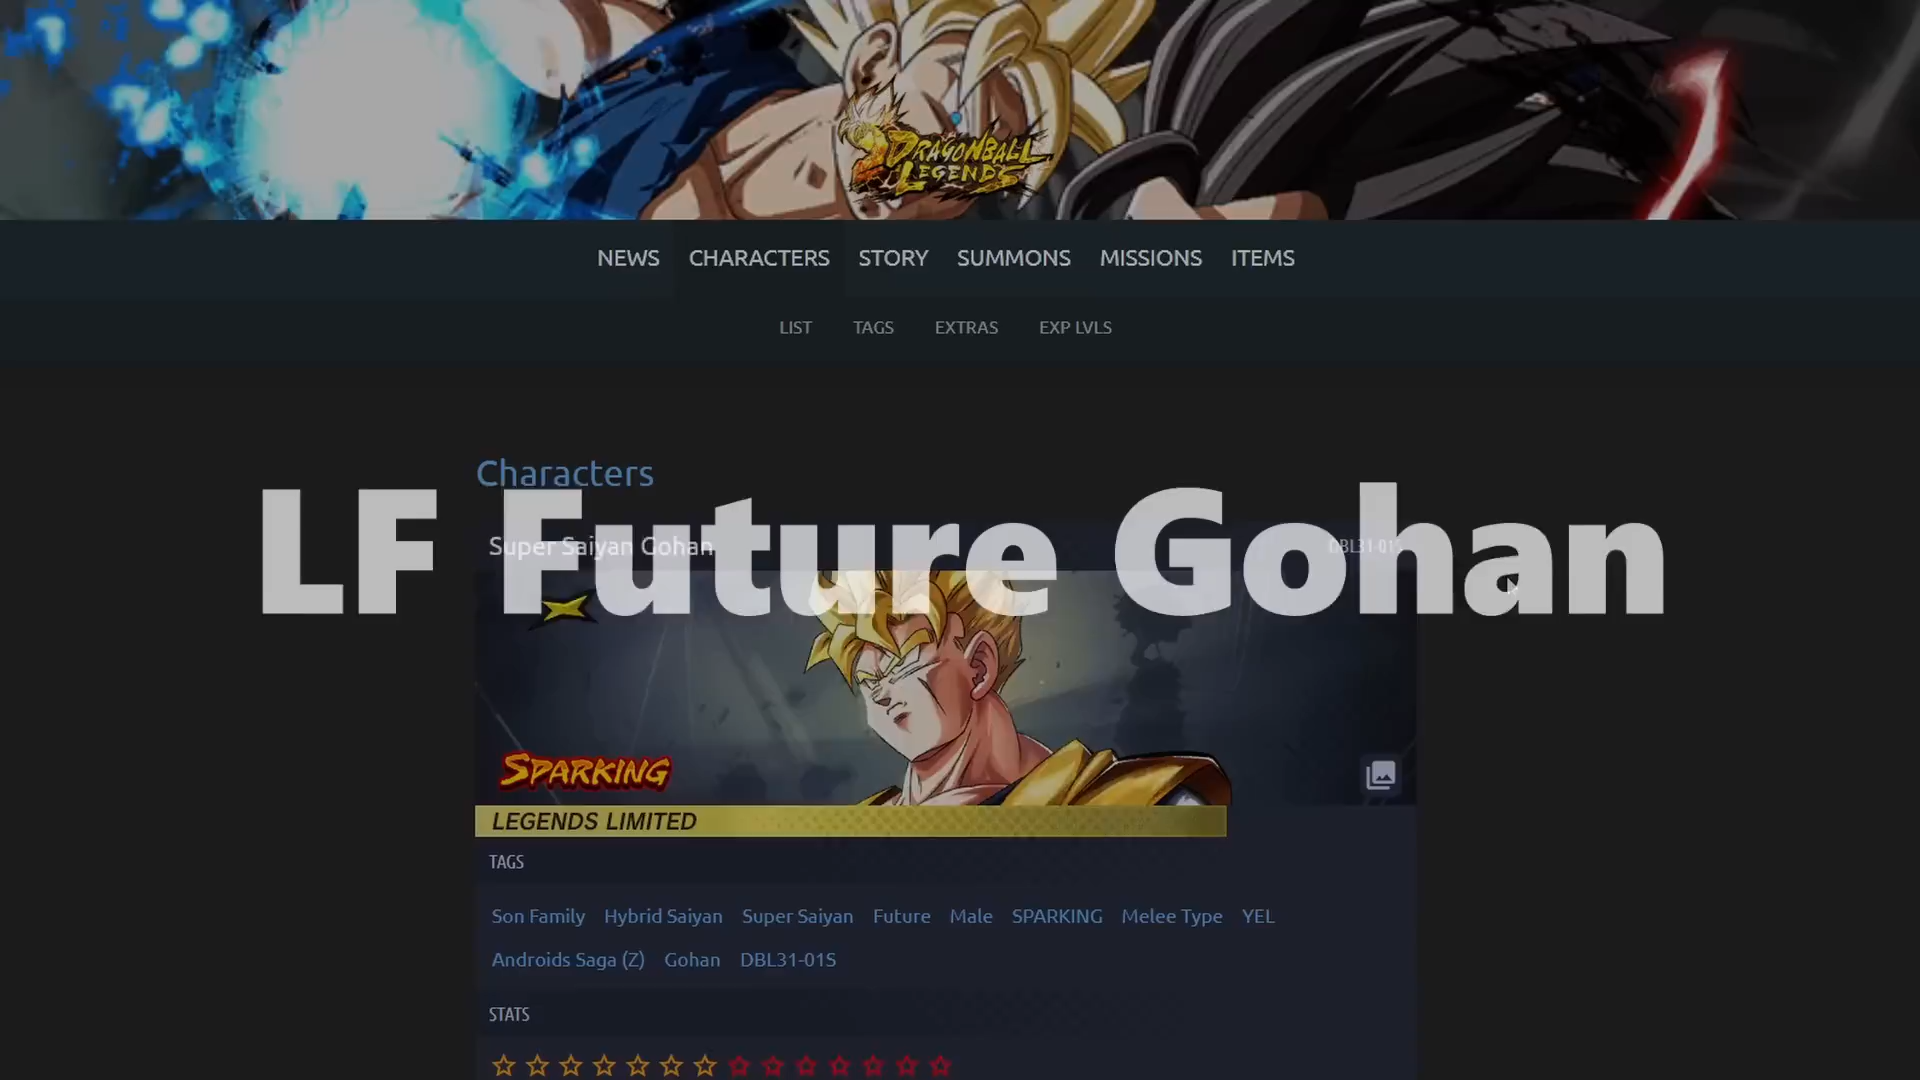 DRAGONBALL
LEGENDS
NEWS CHARACTERS STORY SUMMONS MISSIONS ITEMS
LIST TAGS EXTRAS EXP LVLS
Characters
LF Future Gohan
Super Saiyan Gohan DBL31-01S
SPARKING
LEGENDS LIMITED
TAGS
Son Family Hybrid Saiyan Super Saiyan Future Male SPARKING Melee Type YEL
Androids Saga (Z) Gohan DBL31-01S
STATS